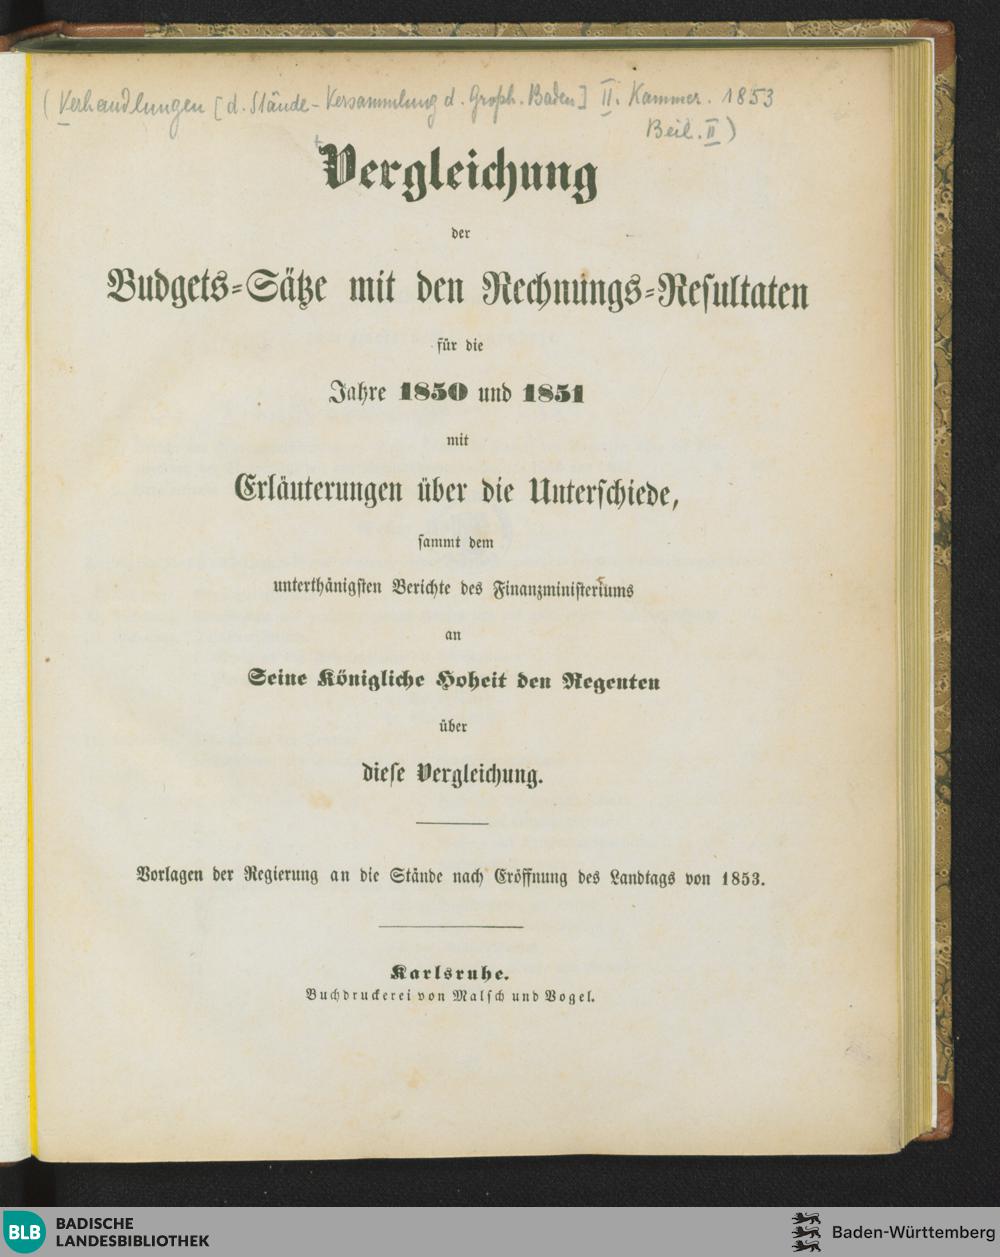 (Verhandlungen [d. Stände-Versammlung d. Großh. Baden] II. Kammer. 1853
Beil. II)
Vergleichung
der
Budgets-Sätze mit den Rechnungs-Resultaten
für die
Jahre 1850 und 1851
mit
Erläuterungen über die Unterschiede,
sammt dem
unterthänigsten Berichte des Finanzministeriums
an
Seine Königliche Hoheit den Regenten
über
diese Vergleichung.
Vorlagen der Regierung an die Stände nach Eröffnung des Landtags von 1853.
Karlsruhe.
Buchdruckerei von Malsch und Vogel.
BLB BADISCHE
LANDESBIBLIOTHEK
Baden-Württemberg